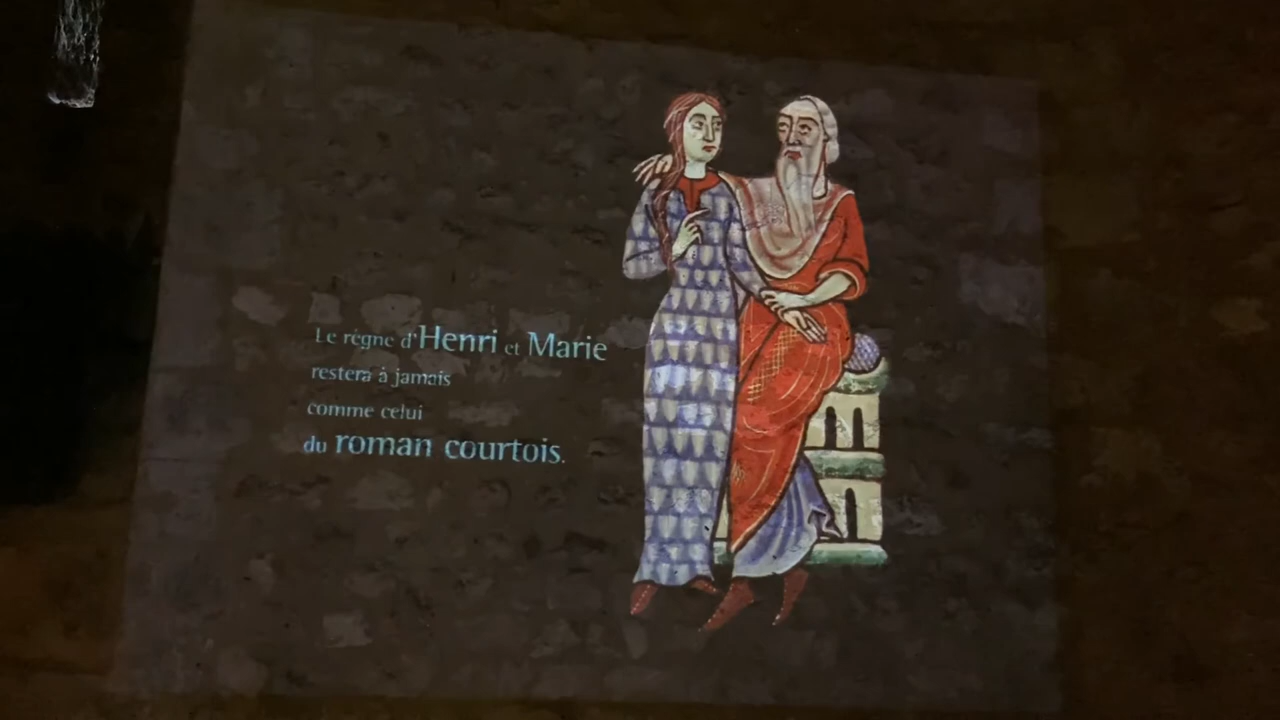 Le règne d'Henri et Marie
restera à jamais
comme celui
du roman courtois.